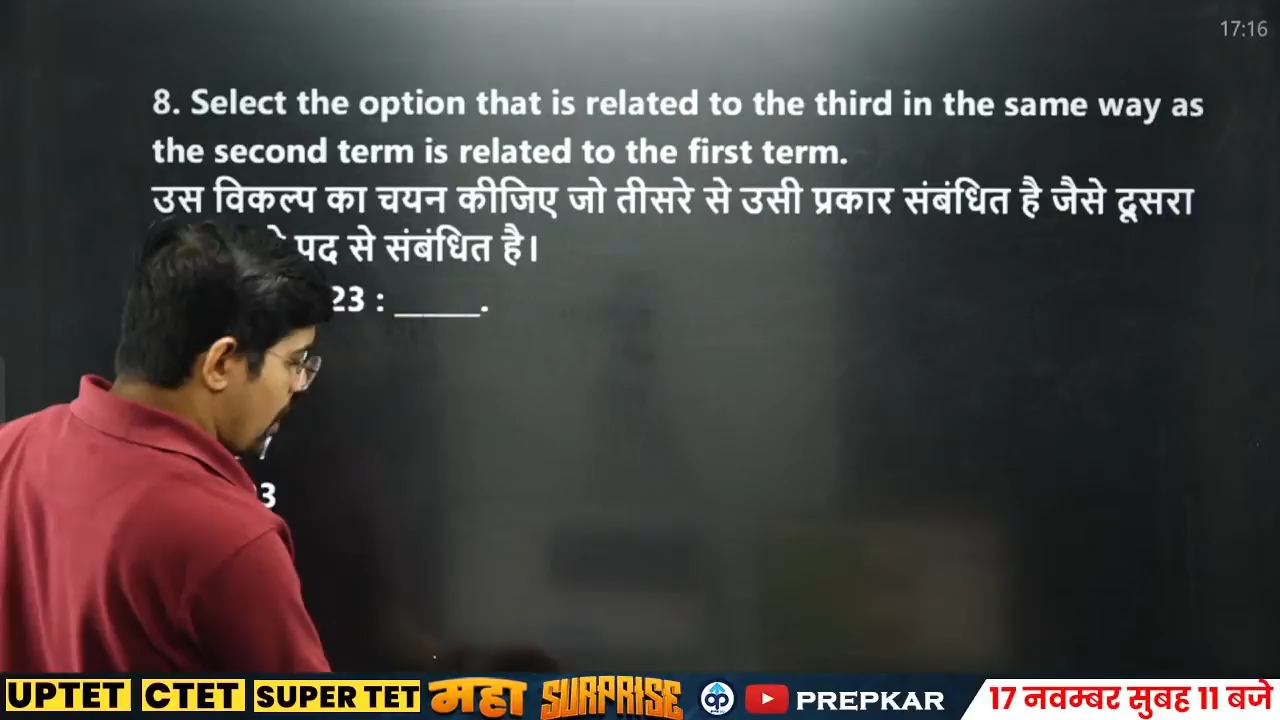 17:16
8. Select the option that is related to the third in the same way as
the second term is related to the first term.
उस विकल्प का चयन कीजिए जो तीसरे से उसी प्रकार संबंधित है जैसे दूसरा
पद से संबंधित है।
23 : _____.
3
UPTET CTET SUPER TET महा SURPRISE PREPKAR 17 नवम्बर सुबह 11 बजे